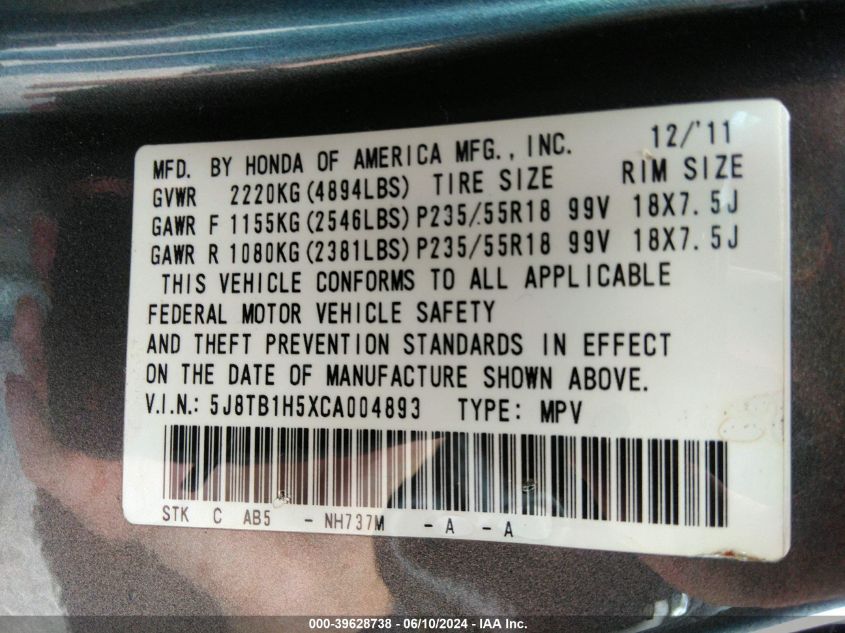 12/'11
MFD. BY HONDA OF AMERICA MFG., INC.
GVWR 2220KG(4894LBS) TIRE SIZE RIM SIZE
GAWR F 1155KG(2546LBS)P235/55R18 99V 18X7.5J
GAWR R 1080KG(2381LBS)P235/55R18 99V 18X7.5J
THIS VEHICLE CONFORMS TO ALL APPLICABLE
FEDERAL MOTOR VEHICLE SAFETY
AND THEFT PREVENTION STANDARDS IN EFFECT
ON THE DATE OF MANUFACTURE SHOWN ABOVE.
V.I.N.: 5J8TB1H5XCA004893 TYPE: MPV
STK C AB5 - NH737M - A - A
000-39628738 - 06/10/2024 - IAA Inc.